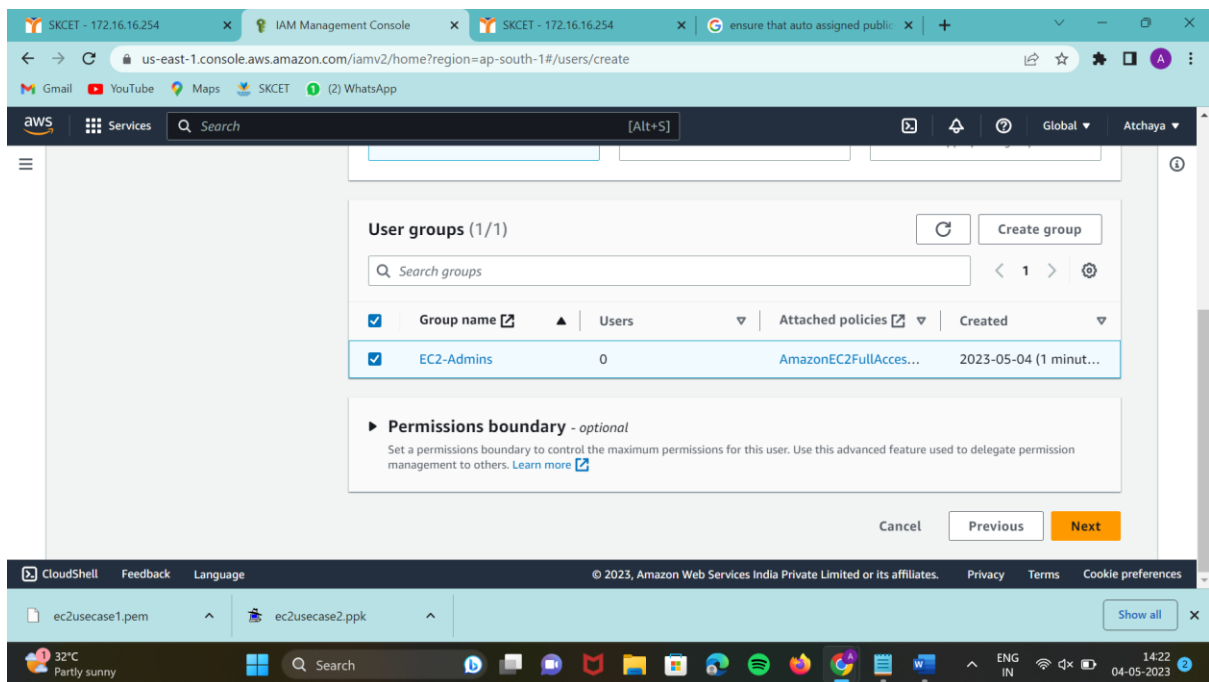 SKCET - 172.16.16.254
IAM Management Console
SKCET - 172.16.16.254
ensure that auto assigned public
us-east-1.console.aws.amazon.com/iamv2/home?region=ap-south-1#/users/create
A
Gmail
YouTube
Maps
SKCET
(2) WhatsApp
aws
Services
Search
[Alt+S]
Global
Atchaya
User groups (1/1)
Create group
Search groups
1
Group name
Users
Attached policies
Created
EC2-Admins
0
AmazonEC2FullAcces...
2023-05-04 (1 minut...
Permissions boundary - optional
Set a permissions boundary to control the maximum permissions for this user. Use this advanced feature used to delegate permission
management to others. Learn more
Cancel
Previous
Next
CloudShell
Feedback
Language
© 2023, Amazon Web Services India Private Limited or its affiliates.
Privacy
Terms
Cookie preferences
ec2usecase1.pem
ec2usecase2.ppk
Show all
1
32°C
Partly sunny
Search
ENG
IN
14:22
04-05-2023
2